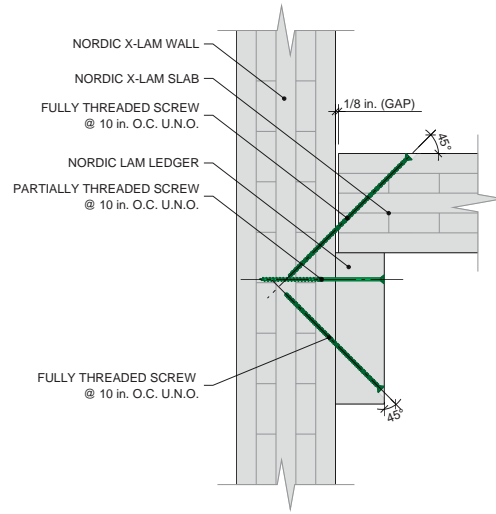 NORDIC X-LAM WALL
NORDIC X-LAM SLAB
FULLY THREADED SCREW
@ 10 in. O.C. U.N.O.
NORDIC LAM LEDGER
PARTIALLY THREADED SCREW
@ 10 in. O.C. U.N.O.
1/8 in. (GAP)
45°
FULLY THREADED SCREW
@ 10 in. O.C. U.N.O.
45°